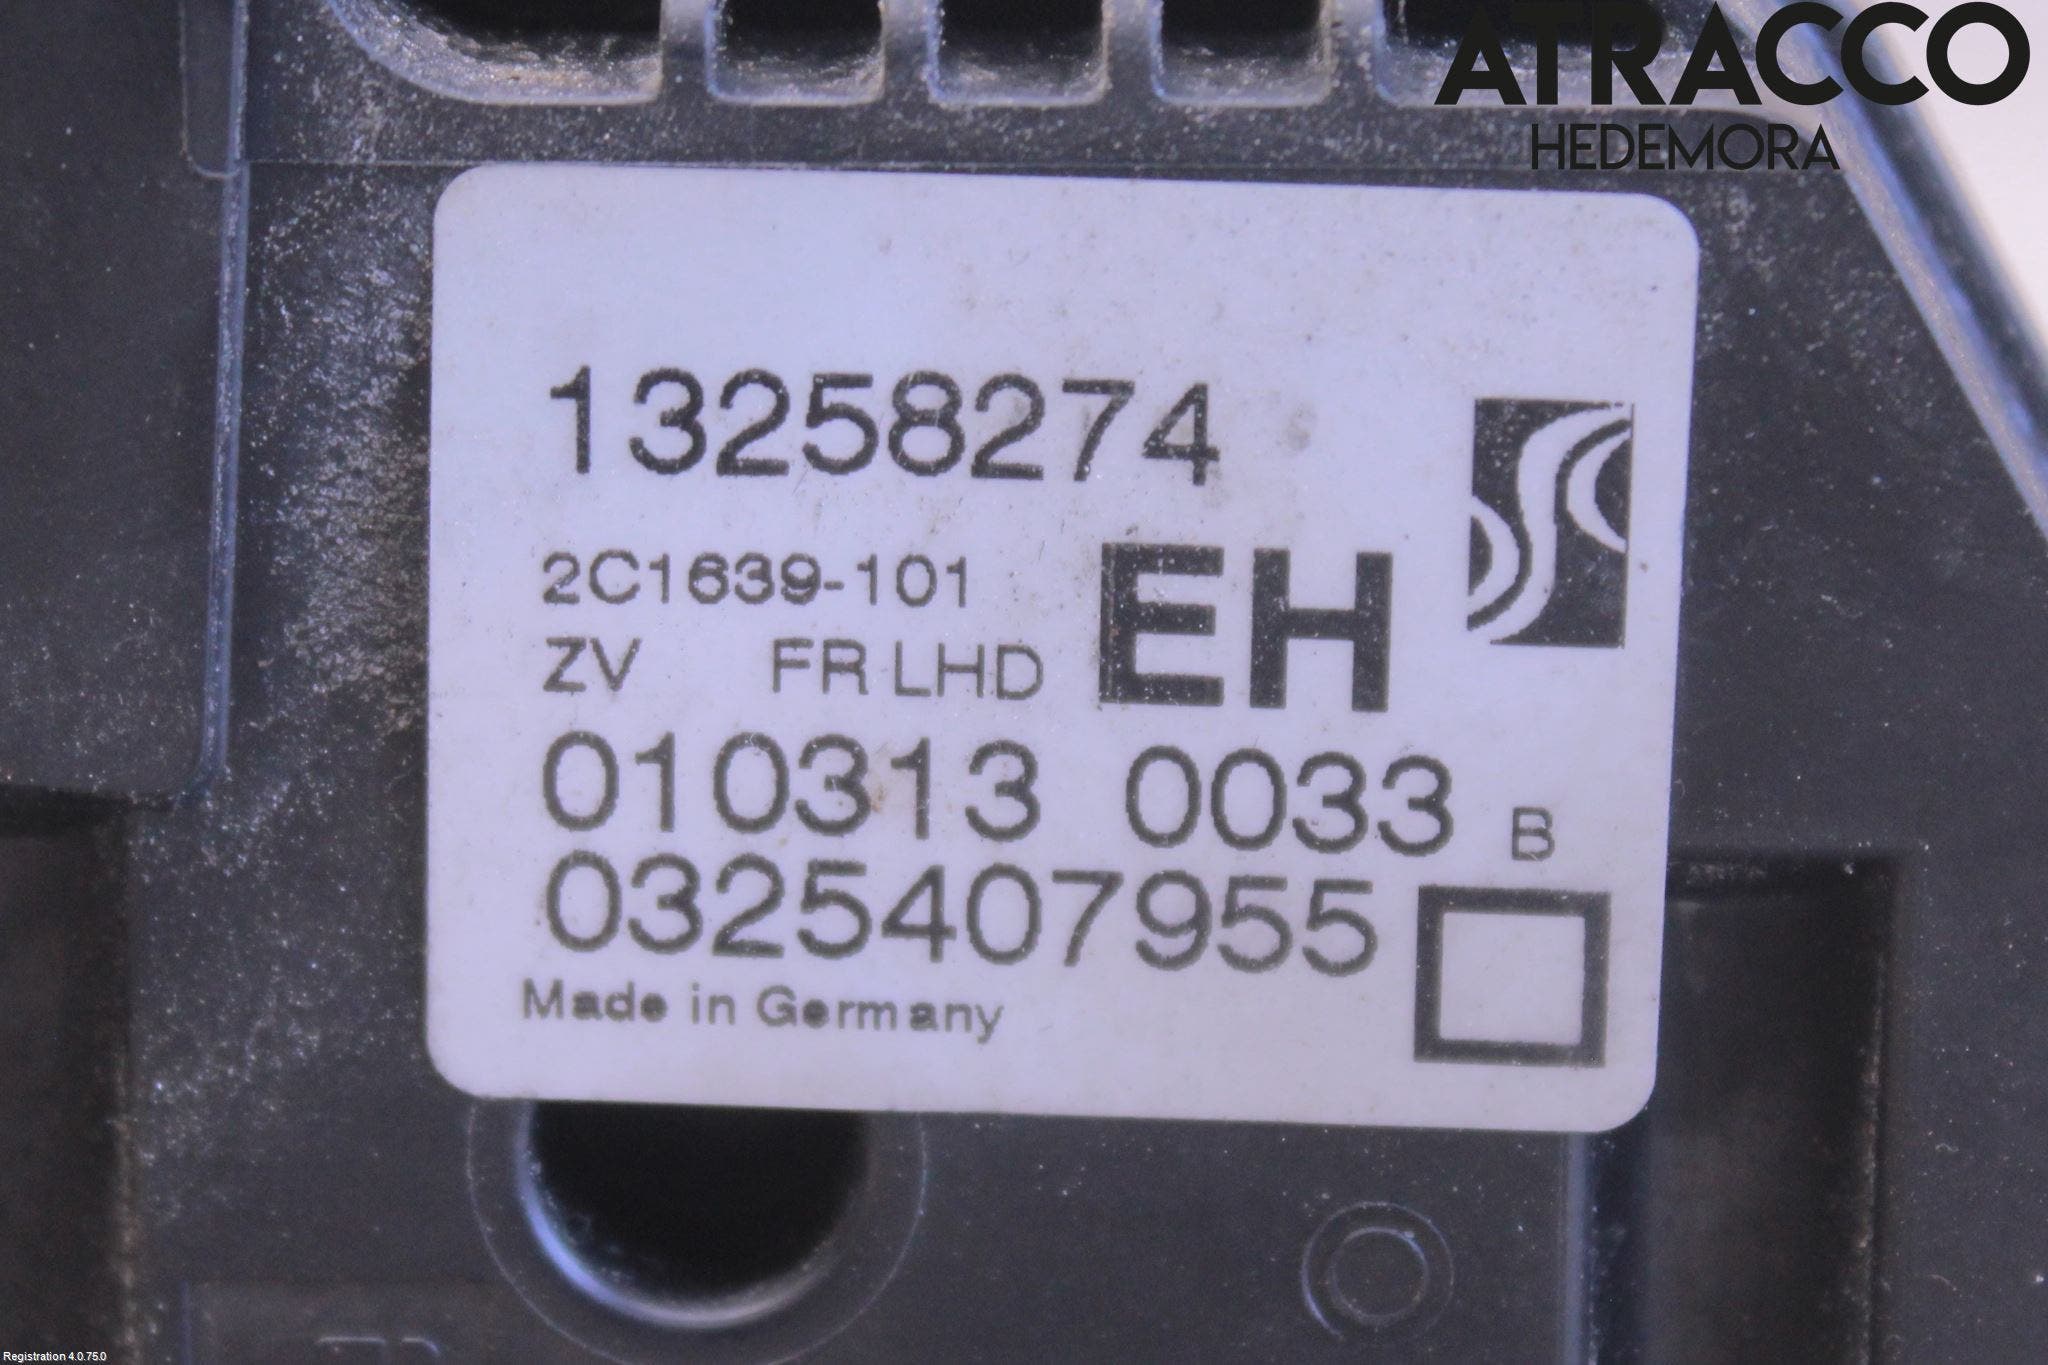 ATRACCO
HEDEMORA
13258274
2C1639-101
EH
ZV FR LHD
010313 0033 B
0325407955
Made in Germany
Registration 4.0.75.0